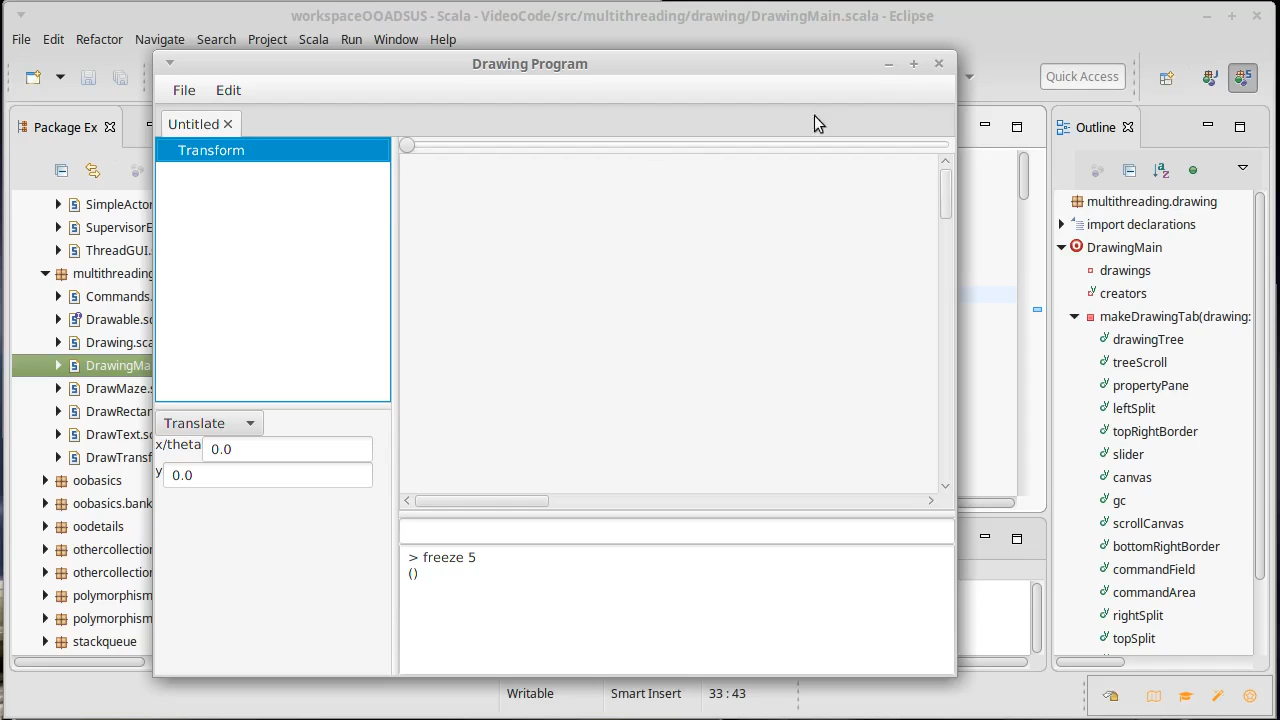 workspaceOOADSUS - Scala - VideoCode/src/multithreading/drawing/DrawingMain.scala - Eclipse
File Edit Refactor Navigate Search Project Scala Run Window Help
Quick Access
Package Ex
SimpleActor
SupervisorE
ThreadGUI.
multithreading
Commands.
Drawable.sc
Drawing.sca
DrawingMa
DrawMaze.s
DrawRectan
DrawText.sc
DrawTransf
oobasics
oobasics.bank
oodetails
othercollection
othercollection
polymorphism
polymorphism
stackqueue
Drawing Program
File Edit
Untitled
Transform
Translate
x/theta 0.0
y 0.0
> freeze 5
()
Outline
multithreading.drawing
import declarations
DrawingMain
drawings
creators
makeDrawingTab(drawing:
drawingTree
treeScroll
propertyPane
leftSplit
topRightBorder
slider
canvas
gc
scrollCanvas
bottomRightBorder
commandField
commandArea
rightSplit
topSplit
Writable Smart Insert 33 : 43